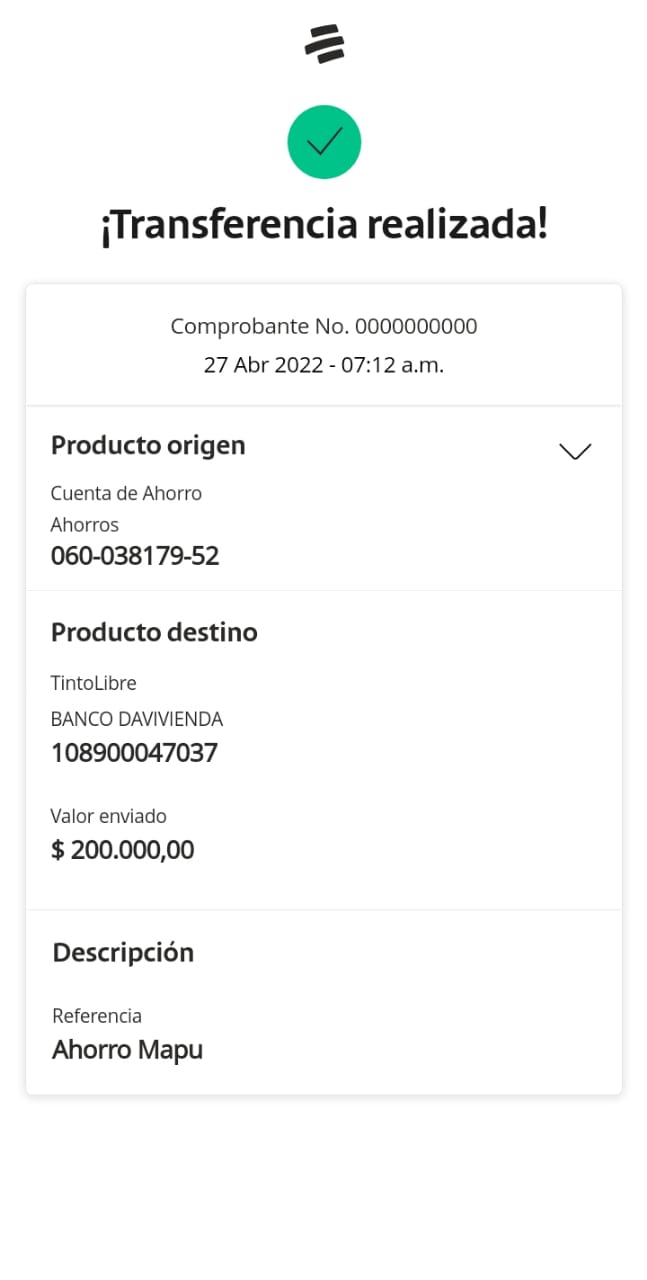 ¡Transferencia realizada!
Comprobante No. 0000000000
27 Abr 2022 - 07:12 a.m.
Producto origen
Cuenta de Ahorro
Ahorros
060-038179-52
Producto destino
TintoLibre
BANCO DAVIVIENDA
108900047037
Valor enviado
$ 200.000,00
Descripción
Referencia
Ahorro Mapu